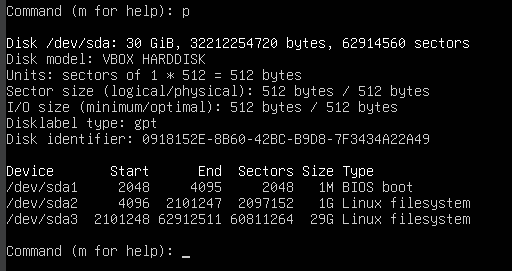 Command (m for help): p
Disk /dev/sda: 30 GiB, 32212254720 bytes, 62914560 sectors
Disk model: VBOX HARDDISK
Units: sectors of 1 * 512 = 512 bytes
Sector size (logical/physical): 512 bytes / 512 bytes
I/O size (minimum/optimal): 512 bytes / 512 bytes
Disklabel type: gpt
Disk identifier: 0918152E-8B60-42BC-B9D8-7F3434A22A49
Device Start End Sectors Size Type
/dev/sda1 2048 4095 2048 1M BIOS boot
/dev/sda2 4096 2101247 2097152 1G Linux filesystem
/dev/sda3 2101248 62912511 60811264 29G Linux filesystem
Command (m for help): _